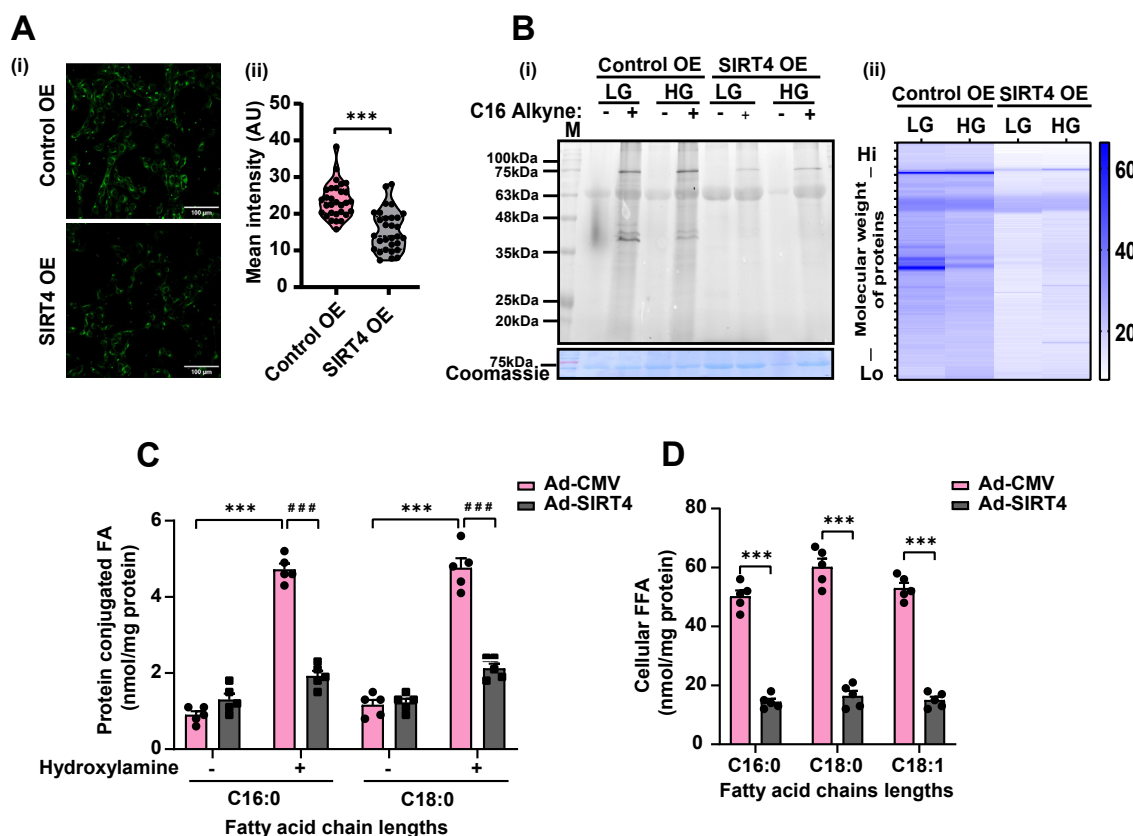 A
(i)
Control OE
SIRT4 OE
100 μm
100 μm
(ii)
Mean intensity (AU)
50
40
30
20
10
0
***
Control OE
SIRT4 OE
B
(i)
Control OE SIRT4 OE
LG HG LG HG
C16 Alkyne: - + - + - + - +
M
100kDa
75kDa
63kDa
48kDa
35kDa
25kDa
20kDa
75kDa
Coomassie
(ii)
Control OE SIRT4 OE
LG HG LG HG
Hi
Molecular weight
of proteins
Lo
60
40
20
C
Ad-CMV
Ad-SIRT4
Protein conjugated FA
(nmol/mg protein)
6
4
2
0
*** ### *** ###
Hydroxylamine - + - +
C16:0 C18:0
Fatty acid chain lengths
D
Ad-CMV
Ad-SIRT4
Cellular FFA
(nmol/mg protein)
80
60
40
20
0
*** *** ***
C16:0 C18:0 C18:1
Fatty acid chains lengths